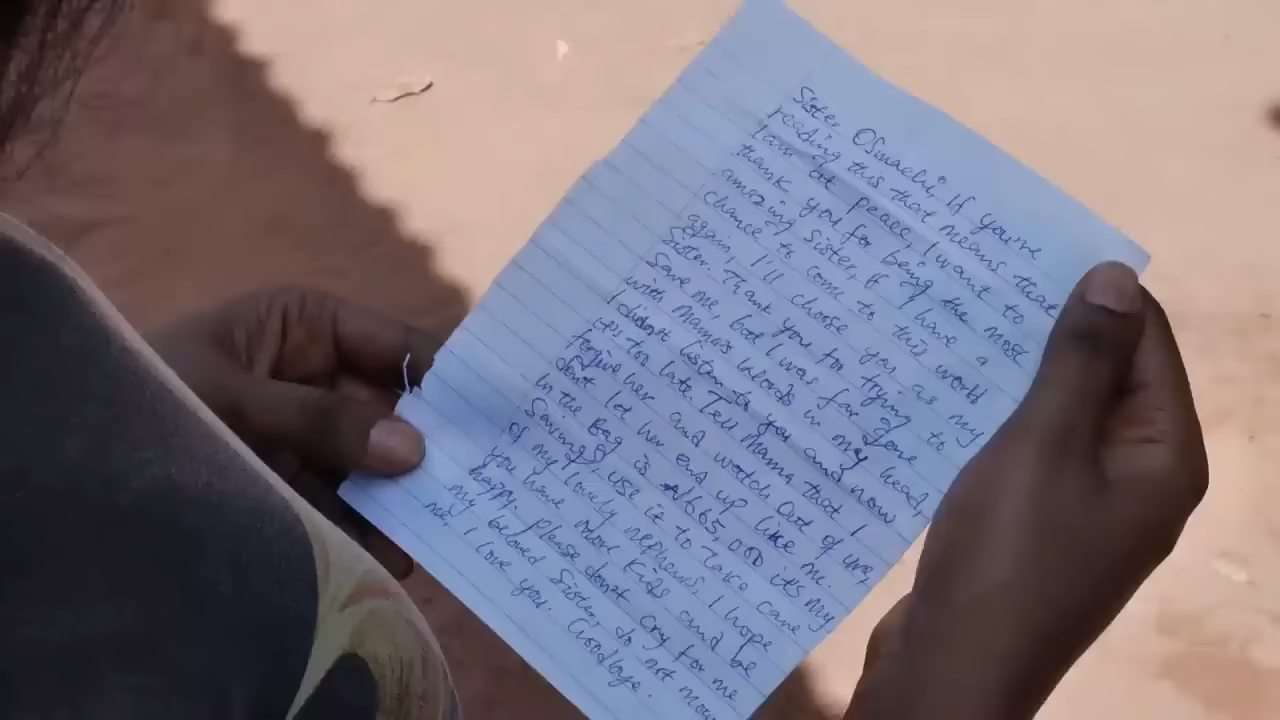 Sister Osinachi, If you're
reading this that means that
I am at peace, I want to
thank you for being the most
amazing sister, if I have a
chance to come to this world
again, I'll choose you as my
Sister. Thank you for trying to
Save me, but I was far gone
with Mama's words in my head,
I didnt listen to you and now
its too late. Tell Mama that I
forgive her and watch Out of
dont let her end up like me.
In the Bag is ₦665,000 its my
Savings, use it to take care
of my lovely nephews, I hope
you have more kids and be
happy. please dont cry for me
my beloved Sister, do not mourn
me, I love you. Goodbye.